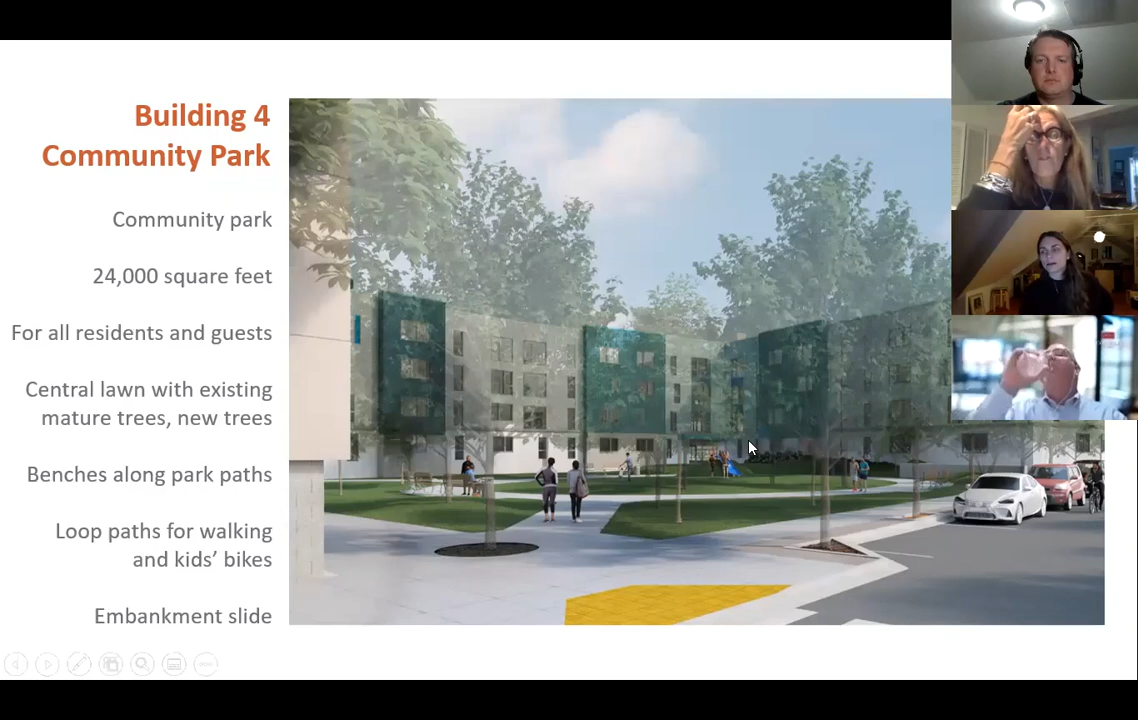 Building 4
Community Park
Community park
24,000 square feet
For all residents and guests
Central lawn with existing
mature trees, new trees
Benches along park paths
Loop paths for walking
and kids’ bikes
Embankment slide